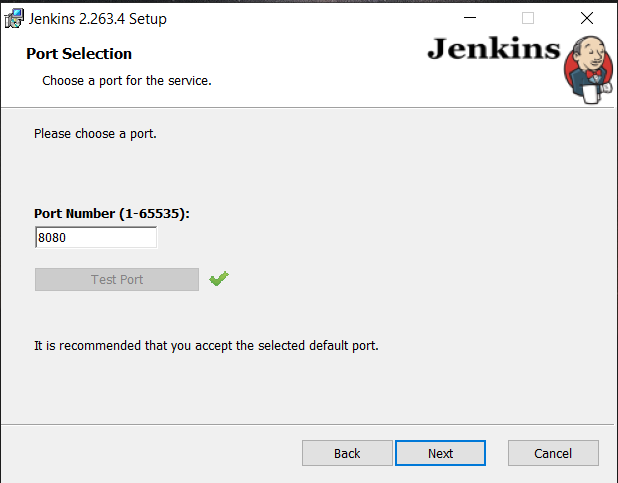 Jenkins 2.263.4 Setup
Port Selection
Choose a port for the service.
Jenkins
Please choose a port.
Port Number (1-65535):
8080
Test Port
It is recommended that you accept the selected default port.
Back
Next
Cancel